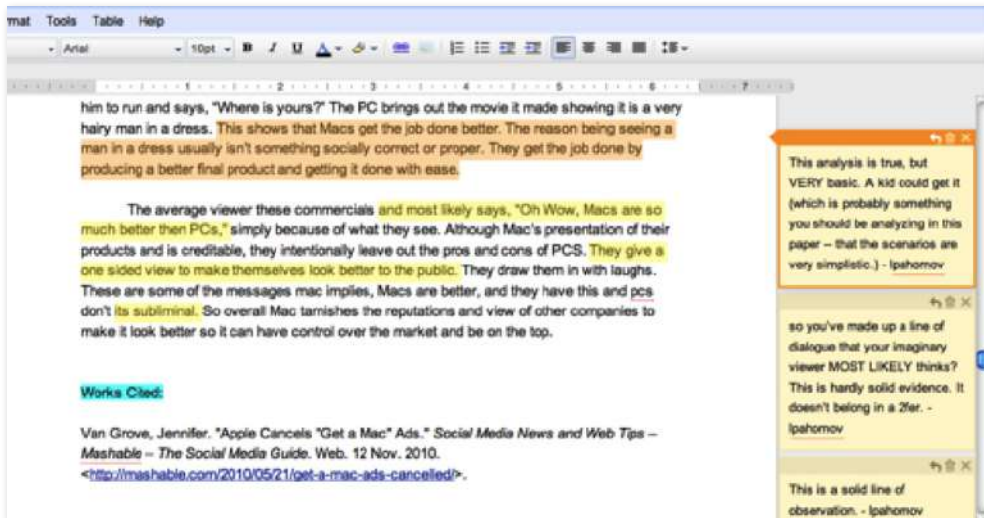 rmat Tools Table Help
Arial 10pt B I U A
1 2 3 4 5 6 7
him to run and says, "Where is yours?" The PC brings out the movie it made showing it is a very
hairy man in a dress. This shows that Macs get the job done better. The reason being seeing a
man in a dress usually isn't something socially correct or proper. They get the job done by
producing a better final product and getting it done with ease.
The average viewer these commercials and most likely says, "Oh Wow, Macs are so
much better then PCs," simply because of what they see. Although Mac's presentation of their
products and is creditable, they intentionally leave out the pros and cons of PCS. They give a
one sided view to make themselves look better to the public. They draw them in with laughs.
These are some of the messages mac implies, Macs are better, and they have this and pcs
don't its subliminal. So overall Mac tarnishes the reputations and view of other companies to
make it look better so it can have control over the market and be on the top.
Works Cited:
Van Grove, Jennifer. "Apple Cancels "Get a Mac" Ads." Social Media News and Web Tips –
Mashable – The Social Media Guide. Web. 12 Nov. 2010.
<http://mashable.com/2010/05/21/get-a-mac-ads-cancelled/>.
This analysis is true, but
VERY basic. A kid could get it
(which is probably something
you should be analyzing in this
paper – that the scenarios are
very simplistic.) - lpahomov
so you've made up a line of
dialogue that your imaginary
viewer MOST LIKELY thinks?
This is hardly solid evidence. It
doesn't belong in a 2fer. -
lpahomov
This is a solid line of
observation. - lpahomov